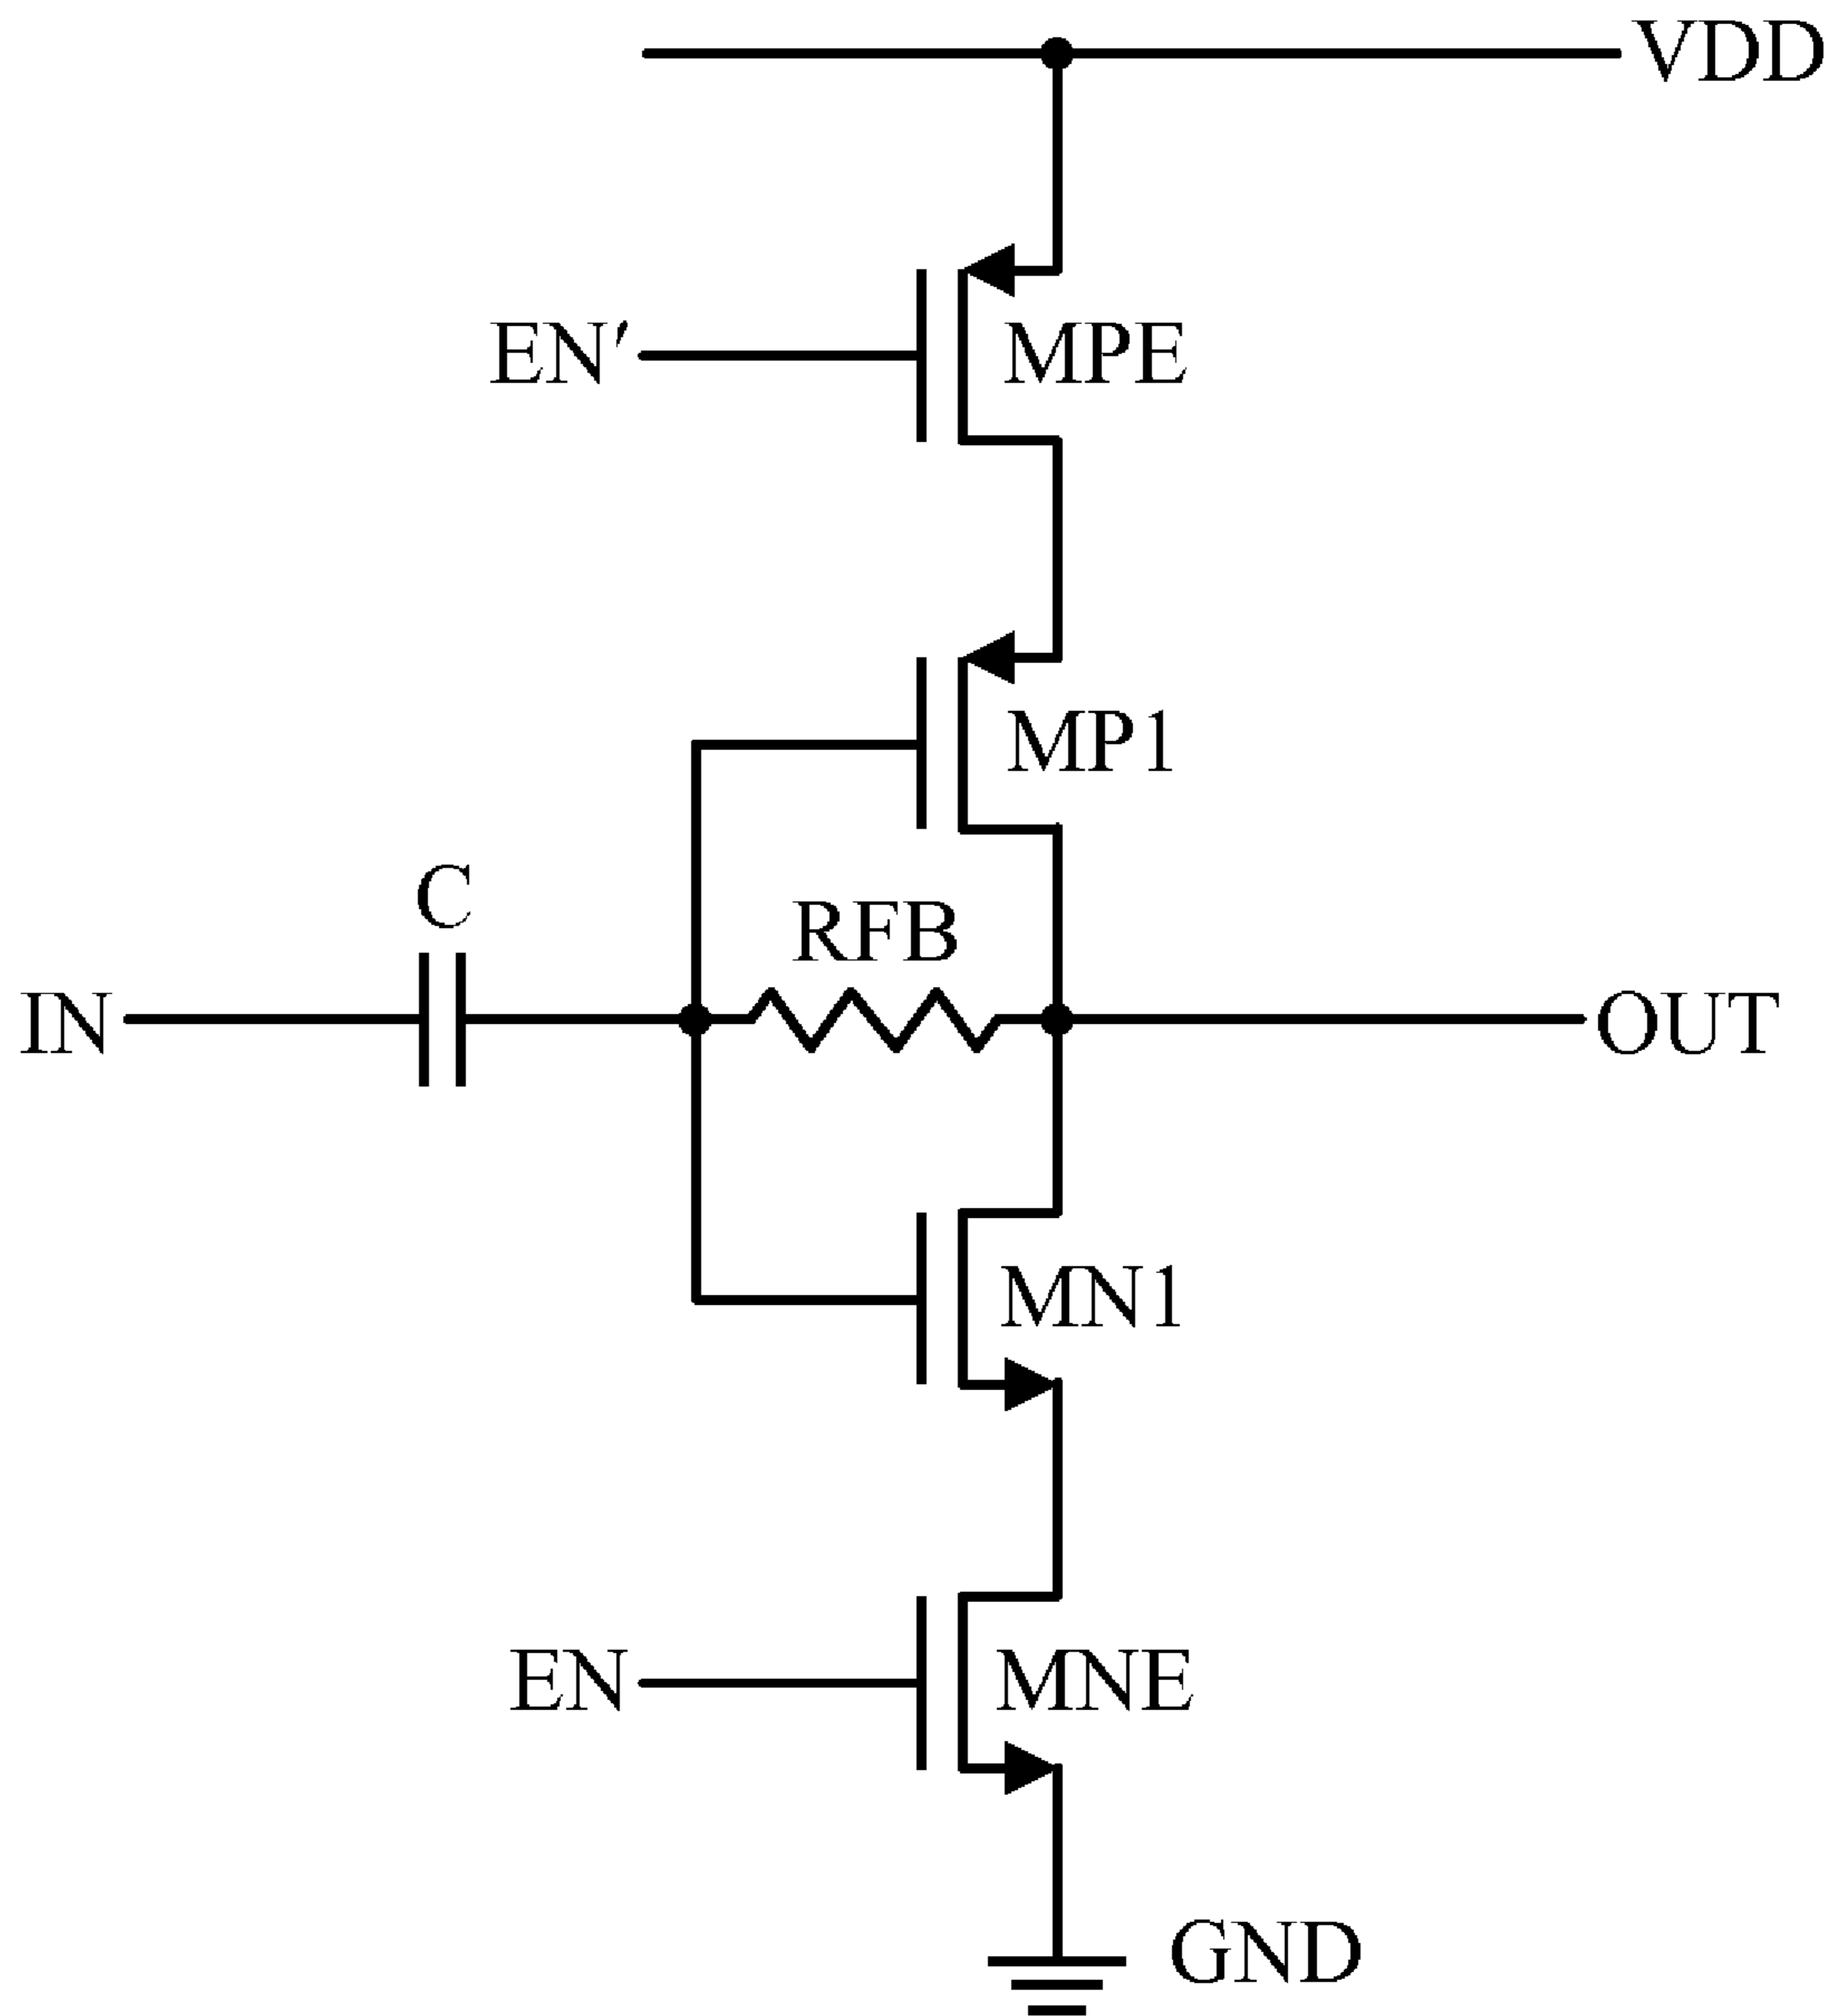 VDD
EN′
MPE
MP1
C
RFB
IN
OUT
MN1
EN
MNE
GND